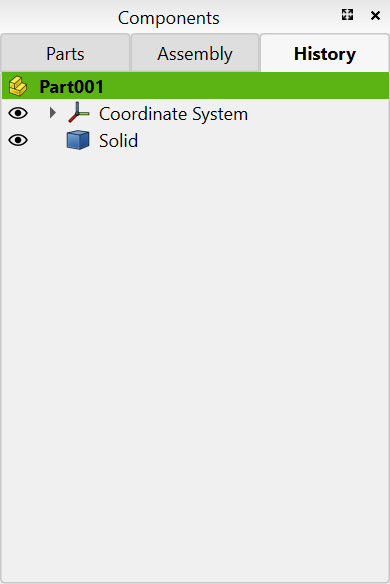 Components
Parts Assembly History
Part001
Coordinate System
Solid